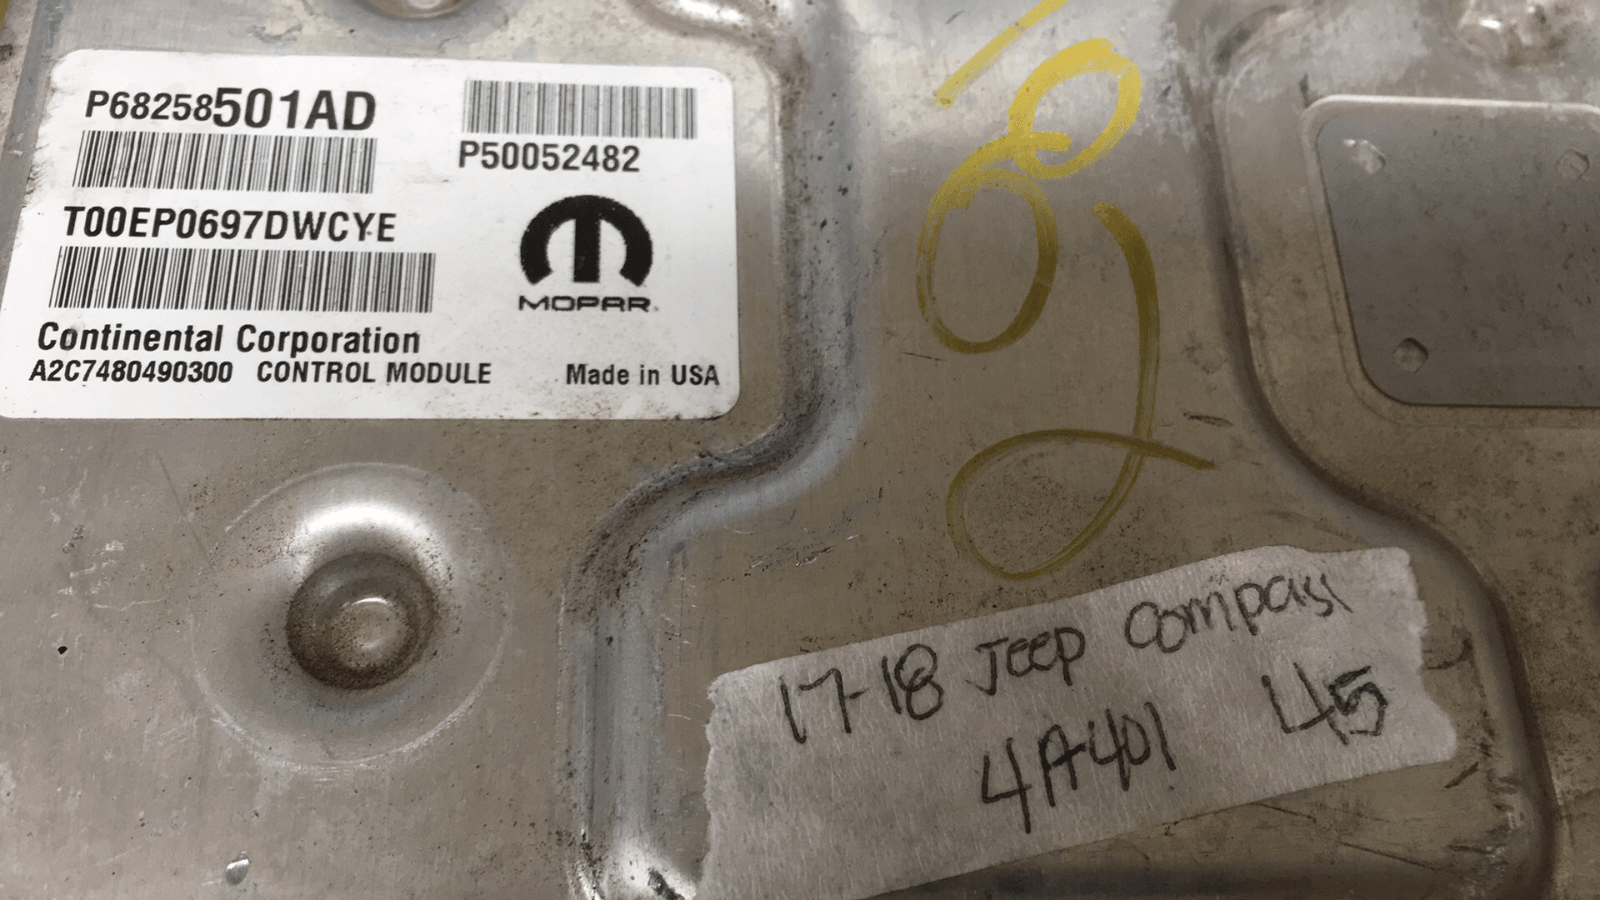 P68258501AD
P50052482
T00EP0697DWCYE
MOPAR
Continental Corporation
A2C7480490300 CONTROL MODULE Made in USA
17-18 Jeep Compass
4A401 45